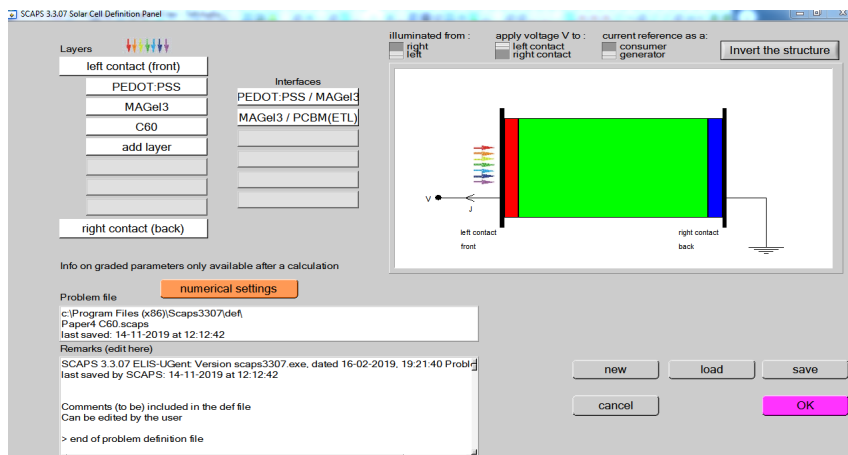 SCAPS 3.3.07 Solar Cell Definition Panel
Layers
left contact (front)
PEDOT:PSS
MAGeI3
C60
add layer
right contact (back)
Interfaces
PEDOT:PSS / MAGeI3
MAGeI3 / PCBM(ETL)
illuminated from :
right
left
apply voltage V to :
left contact
right contact
current reference as a:
consumer
generator
Invert the structure
V
J
left contact
front
right contact
back
Info on graded parameters only available after a calculation
numerical settings
Problem file
c:\Program Files (x86)\Scaps3307\def\
Paper4 C60.scaps
last saved: 14-11-2019 at 12:12:42
Remarks (edit here)
SCAPS 3.3.07 ELIS-UGent: Version scaps3307.exe, dated 16-02-2019, 19:21:40
last saved by SCAPS: 14-11-2019 at 12:12:42
Comments (to be) included in the def file
Can be edited by the user
> end of problem definition file
new
load
save
cancel
OK